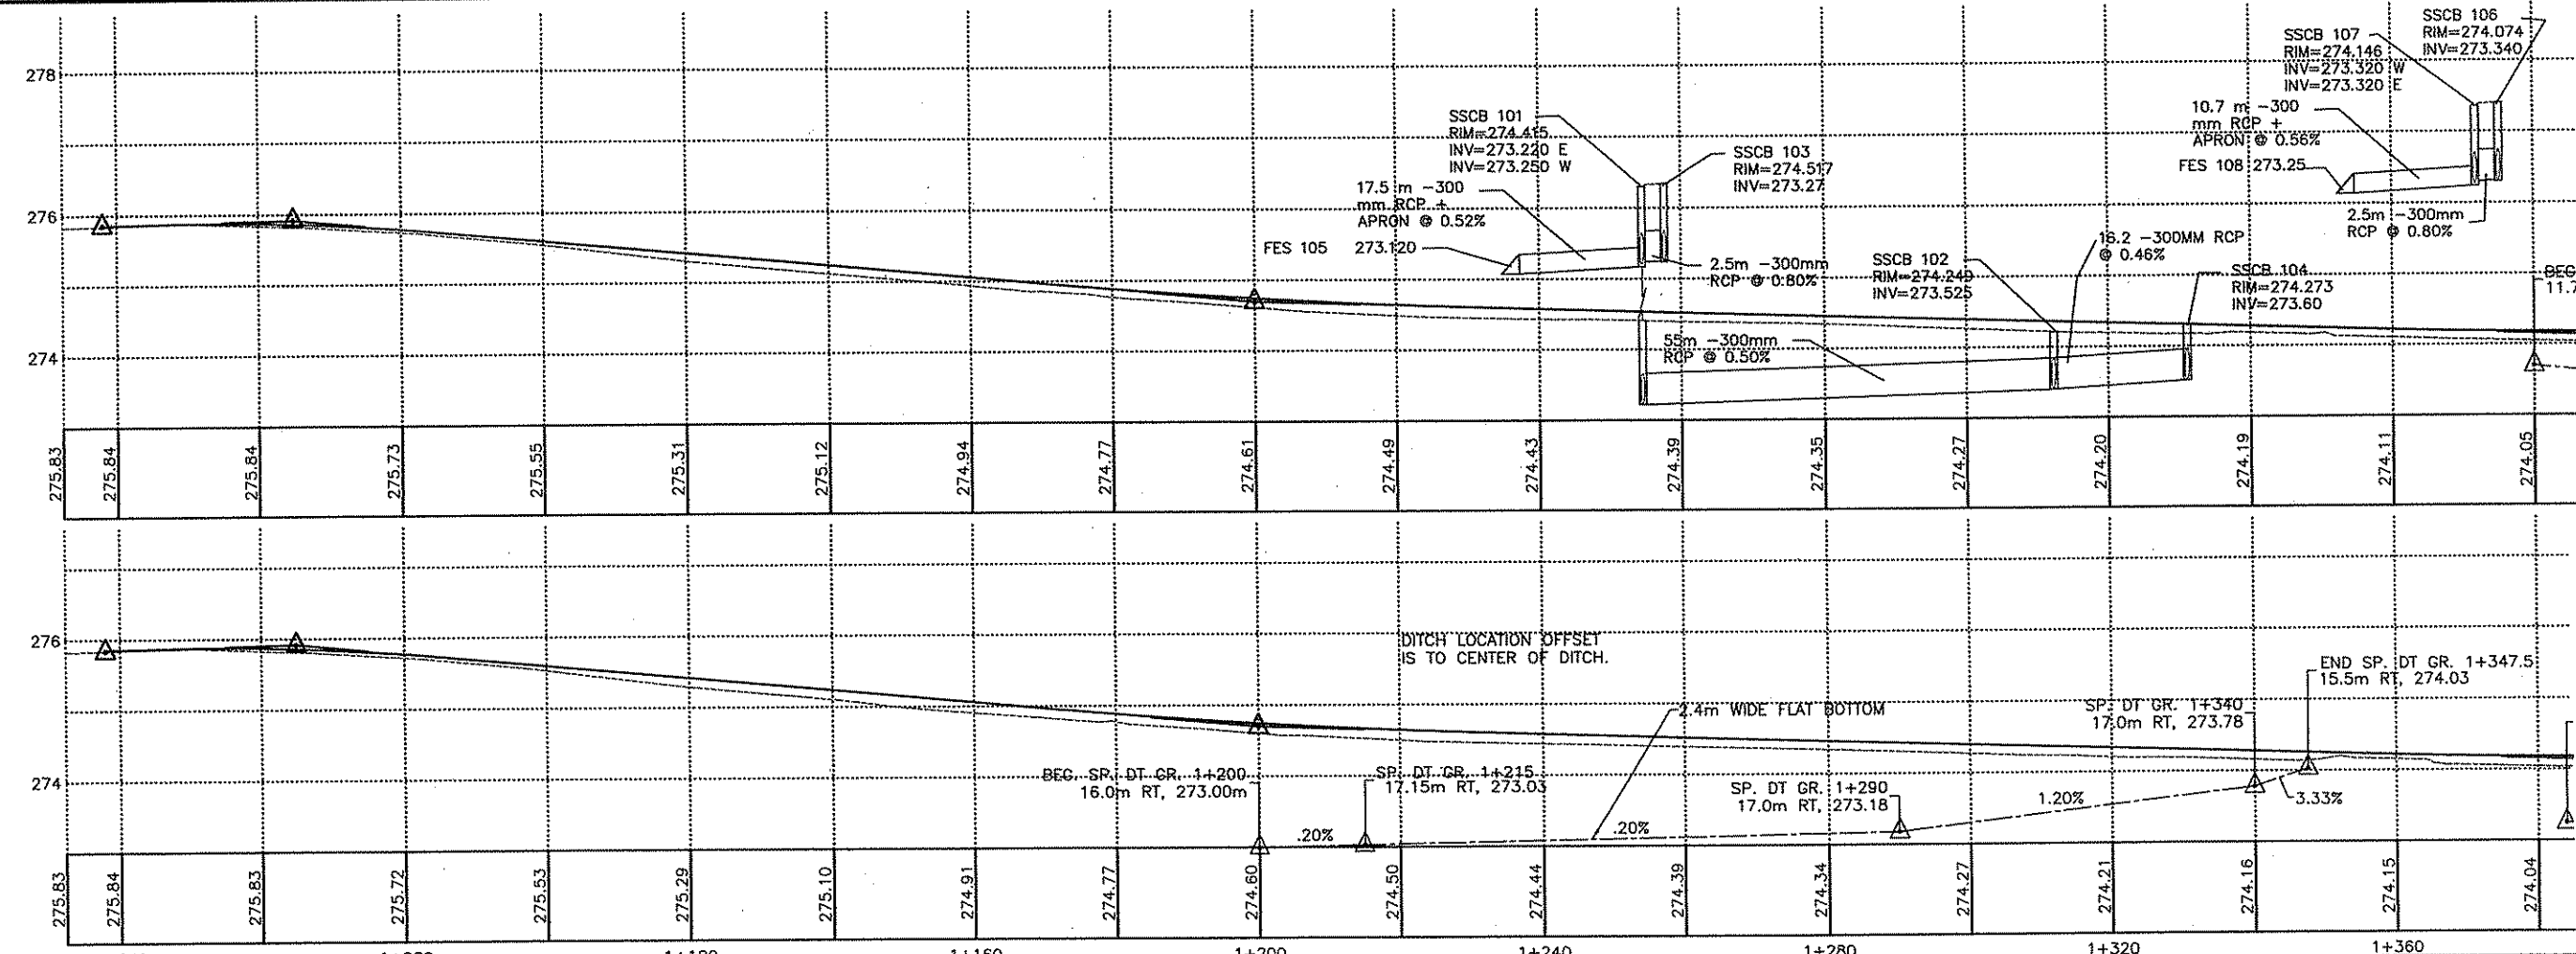 278
276
274
SSCB 101
RIM=274.415
INV=273.220 E
INV=273.250 W
17.5 m -300
mm RCP +
APRON @ 0.52%
FES 105 273.120
SSCB 103
RIM=274.517
INV=273.27
2.5m -300mm
RCP @ 0.80%
55m -300mm
RCP @ 0.50%
SSCB 102
RIM=274.249
INV=273.525
16.2 -300MM RCP
@ 0.46%
SSCB 104
RIM=274.273
INV=273.60
SSCB 107
RIM=274.146
INV=273.320 W
INV=273.320 E
SSCB 106
RIM=274.074
INV=273.340
10.7 m -300
mm RCP +
APRON @ 0.56%
FES 108 273.25
2.5m -300mm
RCP @ 0.80%
BEG
11.7
275.83
275.84
275.84
275.73
275.55
275.31
275.12
274.94
274.77
274.61
274.49
274.43
274.39
274.35
274.27
274.20
274.19
274.11
274.05
276
274
DITCH LOCATION OFFSET
IS TO CENTER OF DITCH.
BEG. SP. DT GR. 1+200
16.0m RT, 273.00m
.20%
SP. DT GR. 1+215
17.15m RT, 273.03
2.4m WIDE FLAT BOTTOM
.20%
SP. DT GR. 1+290
17.0m RT, 273.18
1.20%
SP. DT GR. 1+340
17.0m RT, 273.78
END SP. DT GR. 1+347.5
15.5m RT, 274.03
3.33%
275.83
275.84
275.83
275.72
275.53
275.29
275.10
274.91
274.77
274.60
274.50
274.44
274.39
274.34
274.27
274.21
274.16
274.15
274.04
1+160
1+200
1+240
1+280
1+320
1+360